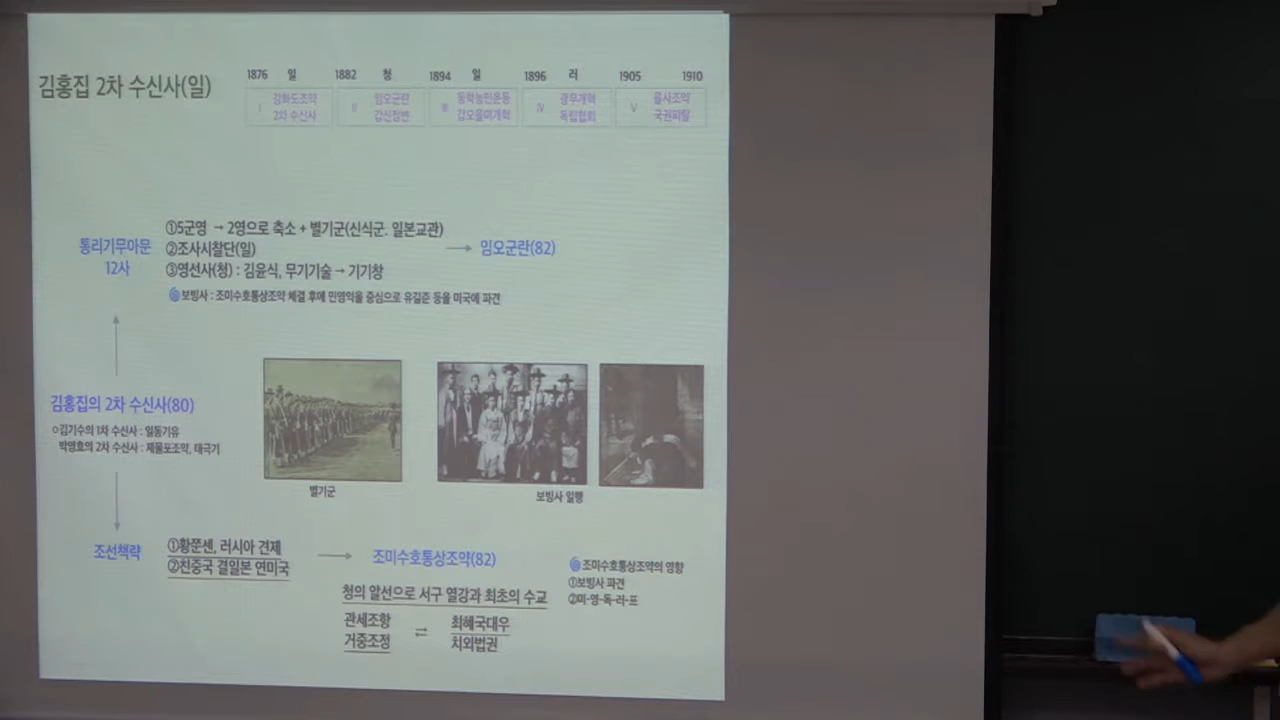 김홍집 2차 수신사(일)
1876 일 1882 청 1894 일 1896 러 1905 1910
Ⅰ 강화도조약 2차 수신사
Ⅱ 임오군란 갑신정변
Ⅲ 동학농민운동 갑오을미개혁
Ⅳ 광무개혁 독립협회
Ⅴ 을사조약 국권피탈
통리기무아문
12사
①5군영 → 2영으로 축소 + 별기군(신식군. 일본교관)
②조사시찰단(일)
③영선사(청) : 김윤식, 무기기술 → 기기창
임오군란(82)
보빙사 : 조미수호통상조약 체결 후에 민영익을 중심으로 유길준 등을 미국에 파견
김홍집의 2차 수신사(80)
김기수의 1차 수신사 : 일동기유
박영효의 2차 수신사 : 제물포조약, 태극기
별기군
보빙사 일행
조선책략
①황쭌셴, 러시아 견제
②친중국 결일본 연미국
조미수호통상조약(82)
청의 알선으로 서구 열강과 최초의 수교
관세조항
거중조정
⇄
최혜국대우
치외법권
조미수호통상조약의 영향
①보빙사 파견
②미-영-독-러-프